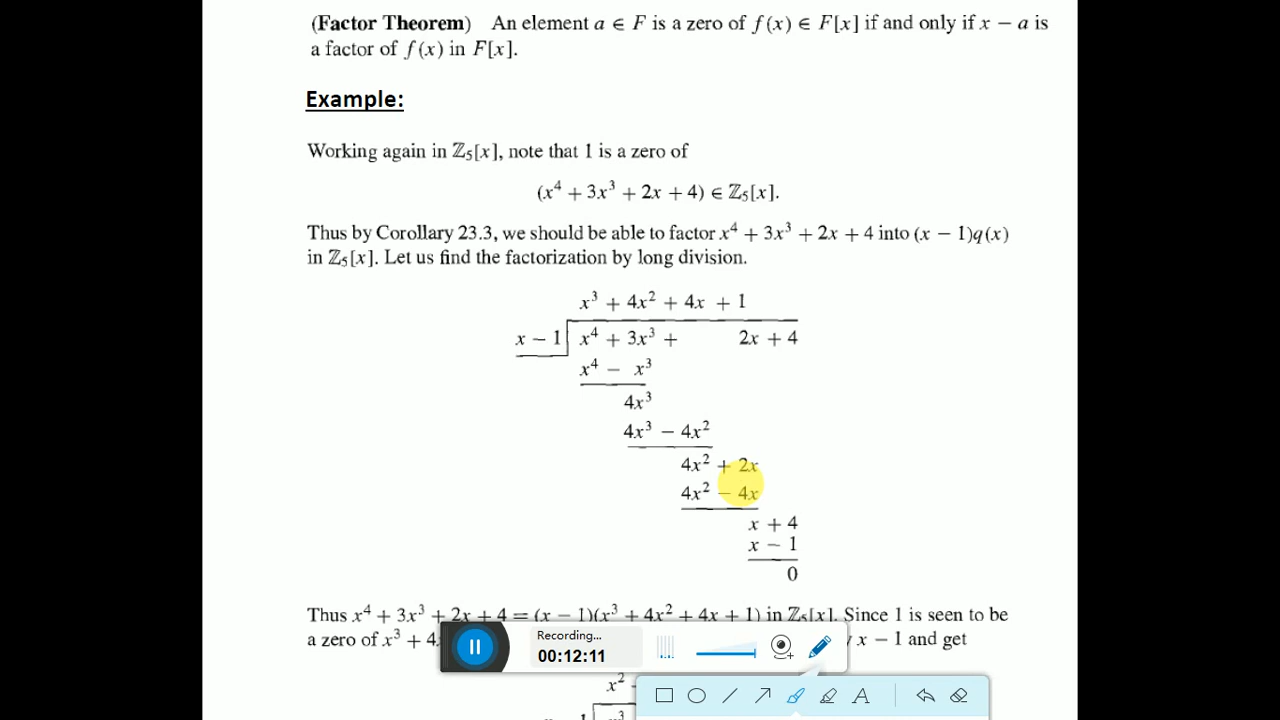 (Factor Theorem) An element a ∈ F is a zero of f(x) ∈ F[x] if and only if x − a is
a factor of f(x) in F[x].
Example:
Working again in ℤ₅[x], note that 1 is a zero of
(x⁴ + 3x³ + 2x + 4) ∈ ℤ₅[x].
Thus by Corollary 23.3, we should be able to factor x⁴ + 3x³ + 2x + 4 into (x − 1)q(x)
in ℤ₅[x]. Let us find the factorization by long division.
x³ + 4x² + 4x + 1
x − 1 x⁴ + 3x³ + 2x + 4
x⁴ − x³
4x³
4x³ − 4x²
4x² + 2x
4x² − 4x
x + 4
x − 1
0
Thus x⁴ + 3x³ + 2x + 4 = (x − 1)(x³ + 4x² + 4x + 1) in ℤ₅[x]. Since 1 is seen to be
a zero of x³ + 4 x − 1 and get
Recording...
00:12:11
x²
A